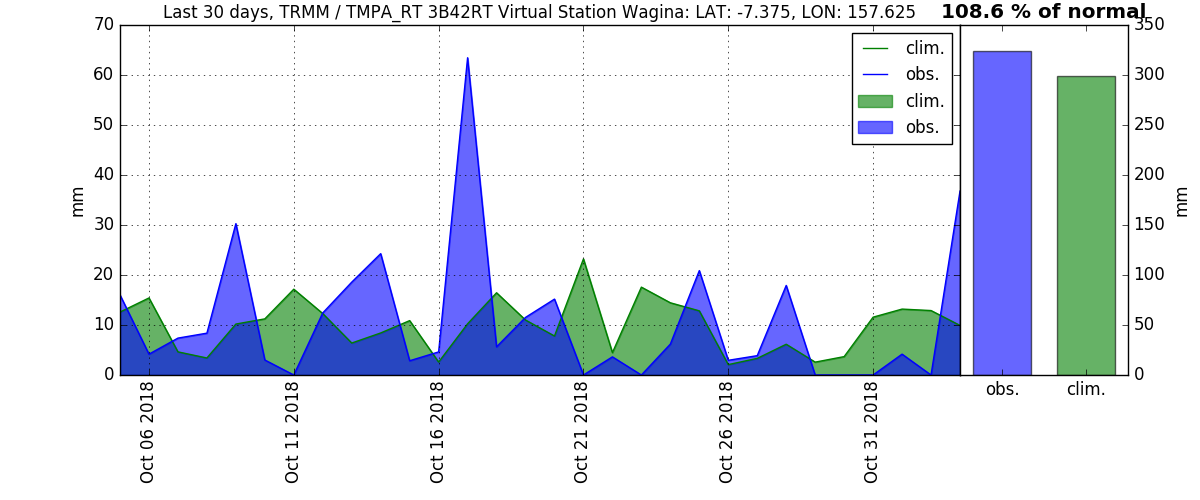 Last 30 days, TRMM / TMPA_RT 3B42RT Virtual Station Wagina: LAT: -7.375, LON: 157.625
108.6 % of normal
70
60
50
40
30
20
10
0
mm
clim.
obs.
clim.
obs.
350
300
250
200
150
100
50
0
mm
obs.
clim.
Oct 06 2018
Oct 11 2018
Oct 16 2018
Oct 21 2018
Oct 26 2018
Oct 31 2018